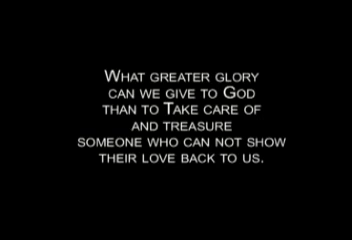 WHAT GREATER GLORY
CAN WE GIVE TO GOD
THAN TO TAKE CARE OF
AND TREASURE
SOMEONE WHO CAN NOT SHOW
THEIR LOVE BACK TO US.